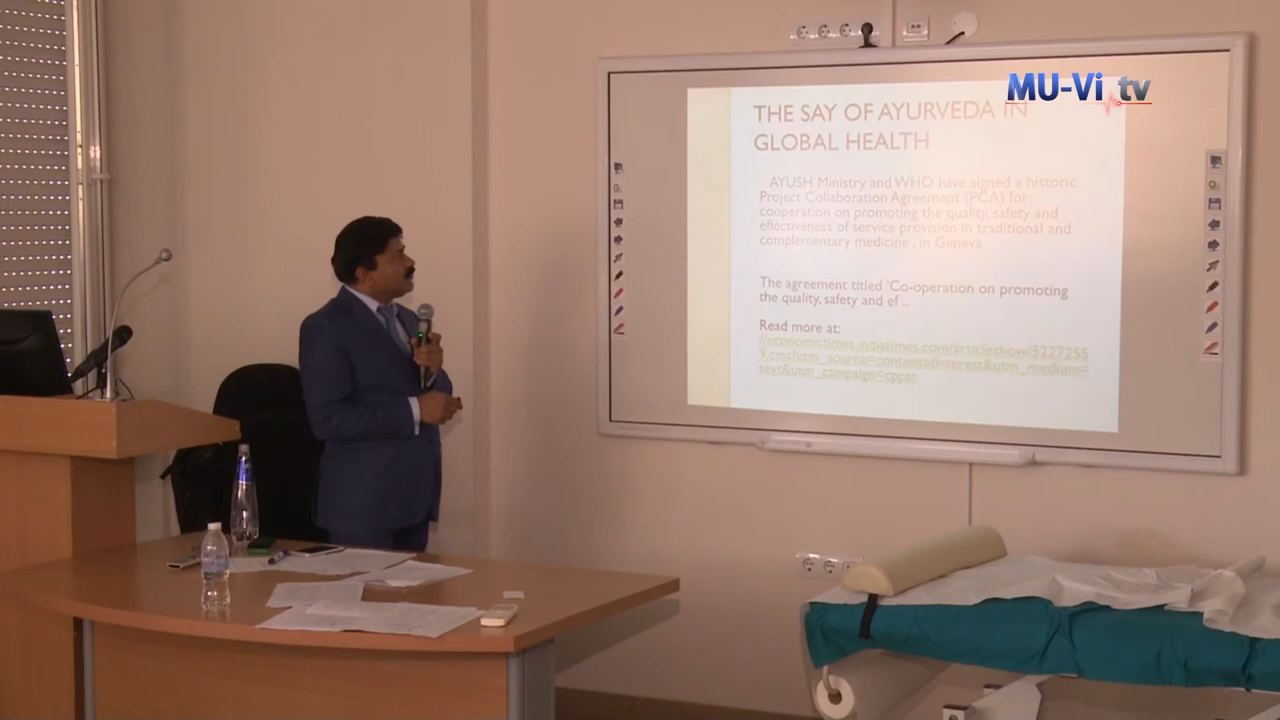 MU-Vi tv
THE SAY OF AYURVEDA IN
GLOBAL HEALTH
AYUSH Ministry and WHO have signed a historic
Project Collaboration Agreement (PCA) for
cooperation on promoting the quality, safety and
effectiveness of service provision in traditional and
complementary medicine , in Geneva
The agreement titled 'Co-operation on promoting
the quality, safety and ef ..
Read more at:
//economictimes.indiatimes.com/articleshow/5227255
9.cms?utm_source=contentofinterest&utm_medium=
text&utm_campaign=cppst